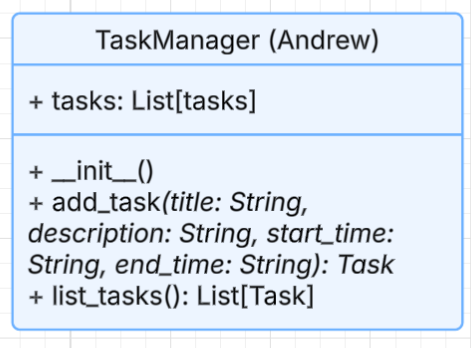 TaskManager (Andrew)
+ tasks: List[tasks]
+ __init__()
+ add_task(title: String,
description: String, start_time:
String, end_time: String): Task
+ list_tasks(): List[Task]